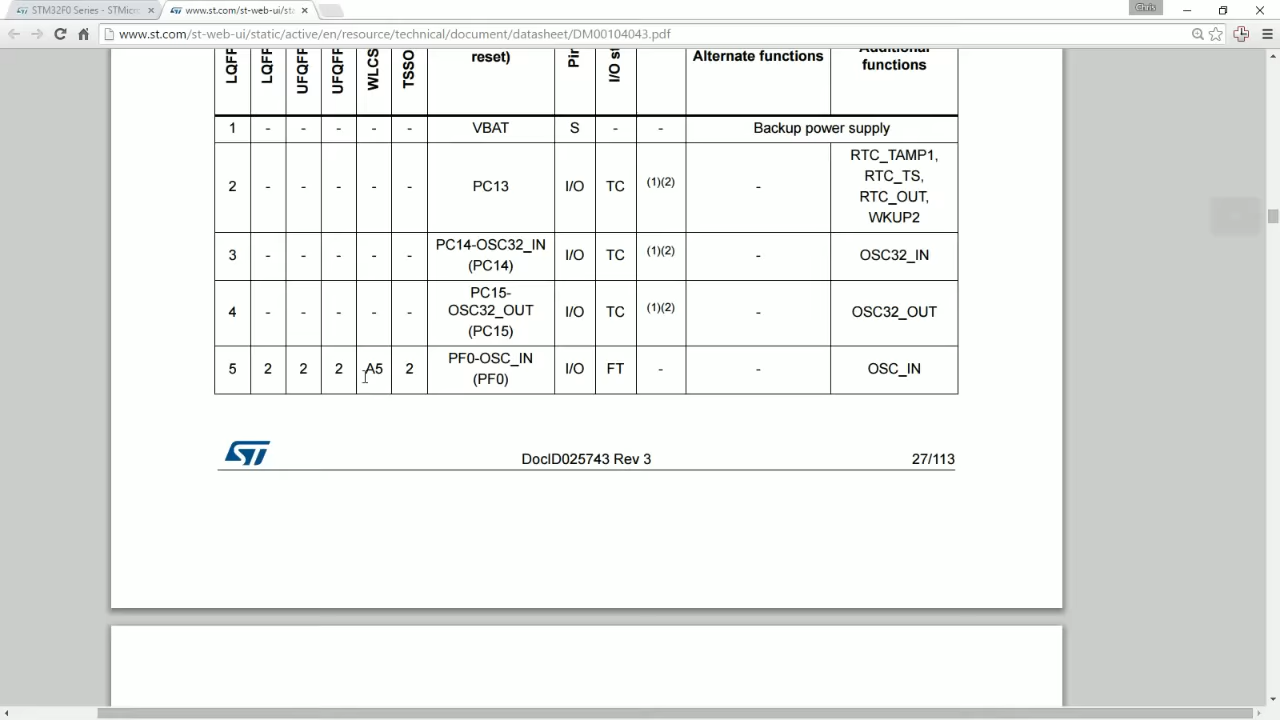 STM32F0 Series - STMicr
www.st.com/st-web-ui/sta
Chris
www.st.com/st-web-ui/static/active/en/resource/technical/document/datasheet/DM00104043.pdf
LQFP LQFP UFQFP UFQFP WLCS TSSO reset) Pin I/O st Alternate functions Additional
functions
1 - - - - - VBAT S - - Backup power supply
2 - - - - - PC13 I/O TC (1)(2) - RTC_TAMP1,
RTC_TS,
RTC_OUT,
WKUP2
3 - - - - - PC14-OSC32_IN
(PC14) I/O TC (1)(2) - OSC32_IN
4 - - - - - PC15-
OSC32_OUT
(PC15) I/O TC (1)(2) - OSC32_OUT
5 2 2 2 A5 2 PF0-OSC_IN
(PF0) I/O FT - - OSC_IN
ST
DocID025743 Rev 3
27/113